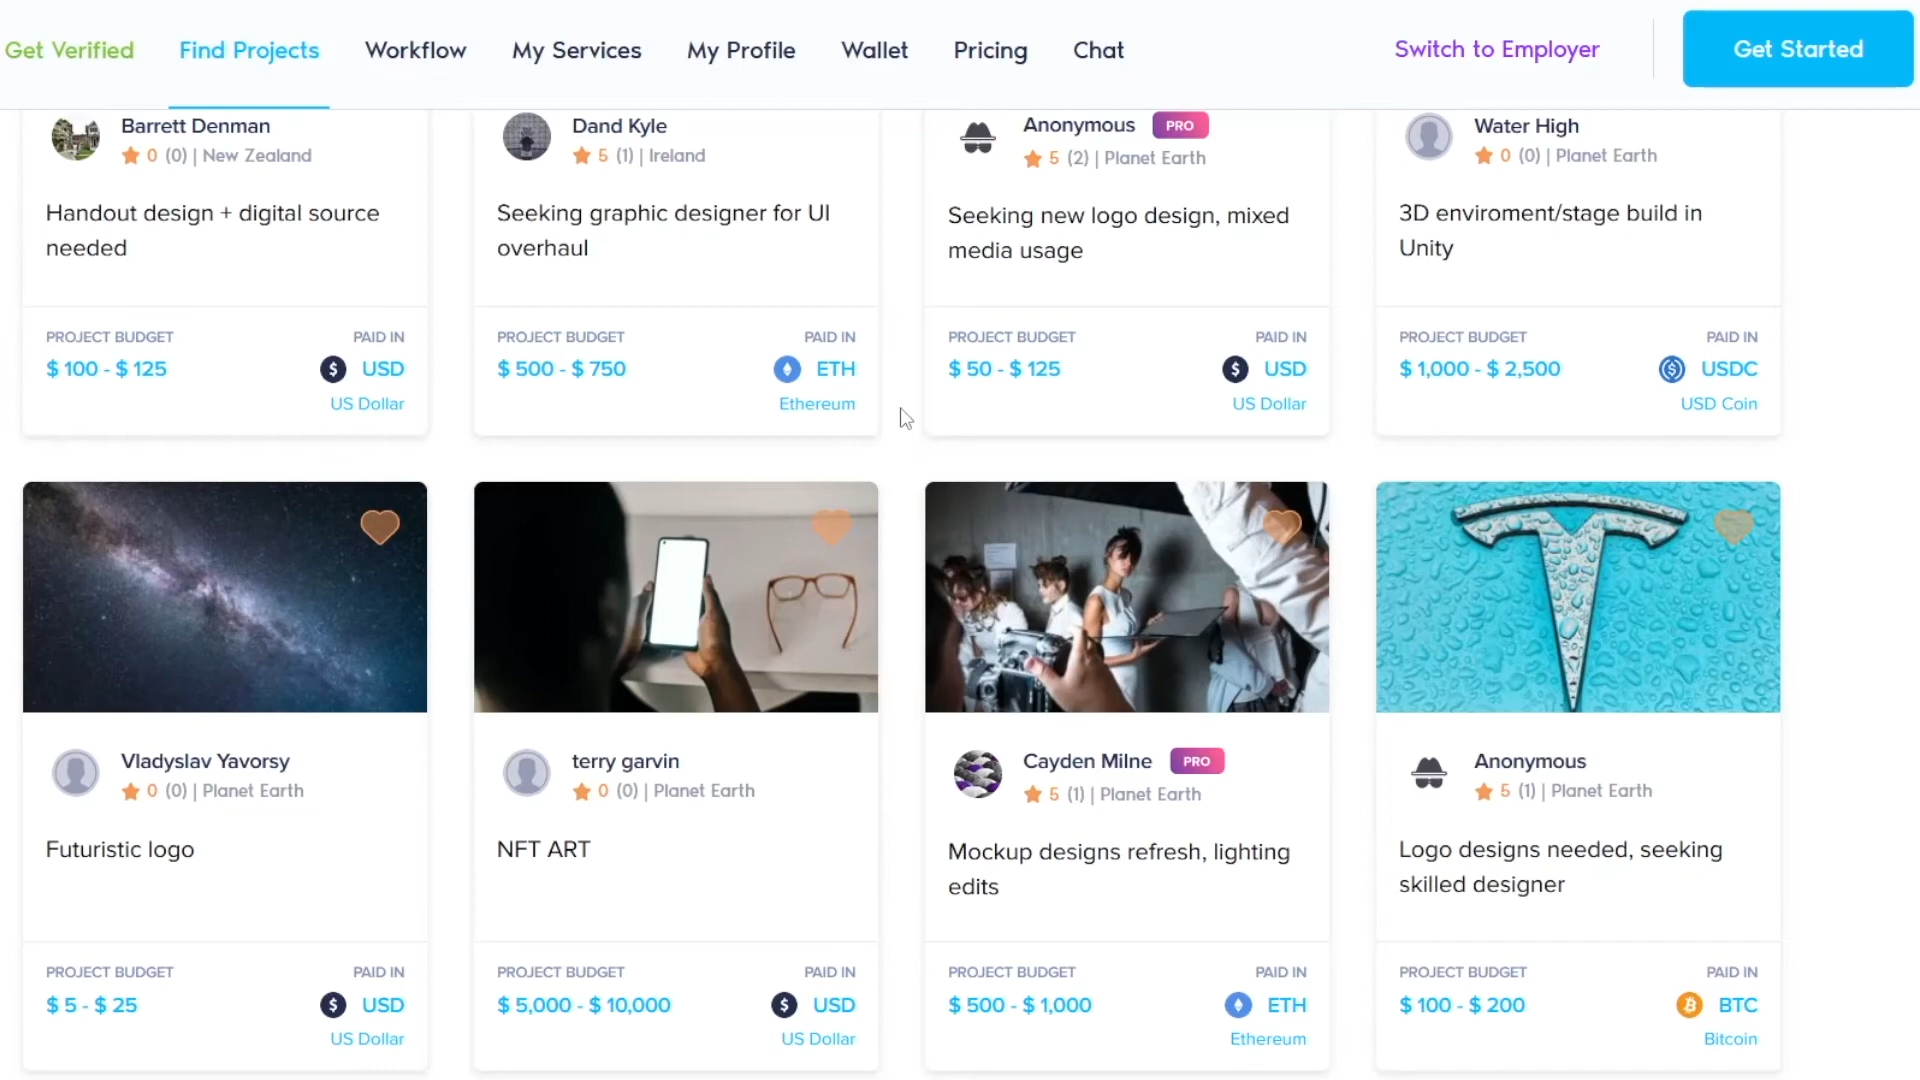 Get Verified
Find Projects
Workflow
My Services
My Profile
Wallet
Pricing
Chat
Switch to Employer
Get Started
Barrett Denman
0 (0) | New Zealand
Handout design + digital source
needed
PROJECT BUDGET
PAID IN
$ 100 - $ 125
USD
US Dollar
Dand Kyle
5 (1) | Ireland
Seeking graphic designer for UI
overhaul
PROJECT BUDGET
PAID IN
$ 500 - $ 750
ETH
Ethereum
Anonymous PRO
5 (2) | Planet Earth
Seeking new logo design, mixed
media usage
PROJECT BUDGET
PAID IN
$ 50 - $ 125
USD
US Dollar
Water High
0 (0) | Planet Earth
3D enviroment/stage build in
Unity
PROJECT BUDGET
PAID IN
$ 1,000 - $ 2,500
USDC
USD Coin
Vladyslav Yavorsy
0 (0) | Planet Earth
Futuristic logo
PROJECT BUDGET
PAID IN
$ 5 - $ 25
USD
US Dollar
terry garvin
0 (0) | Planet Earth
NFT ART
PROJECT BUDGET
PAID IN
$ 5,000 - $ 10,000
USD
US Dollar
Cayden Milne PRO
5 (1) | Planet Earth
Mockup designs refresh, lighting
edits
PROJECT BUDGET
PAID IN
$ 500 - $ 1,000
ETH
Ethereum
Anonymous
5 (1) | Planet Earth
Logo designs needed, seeking
skilled designer
PROJECT BUDGET
PAID IN
$ 100 - $ 200
BTC
Bitcoin